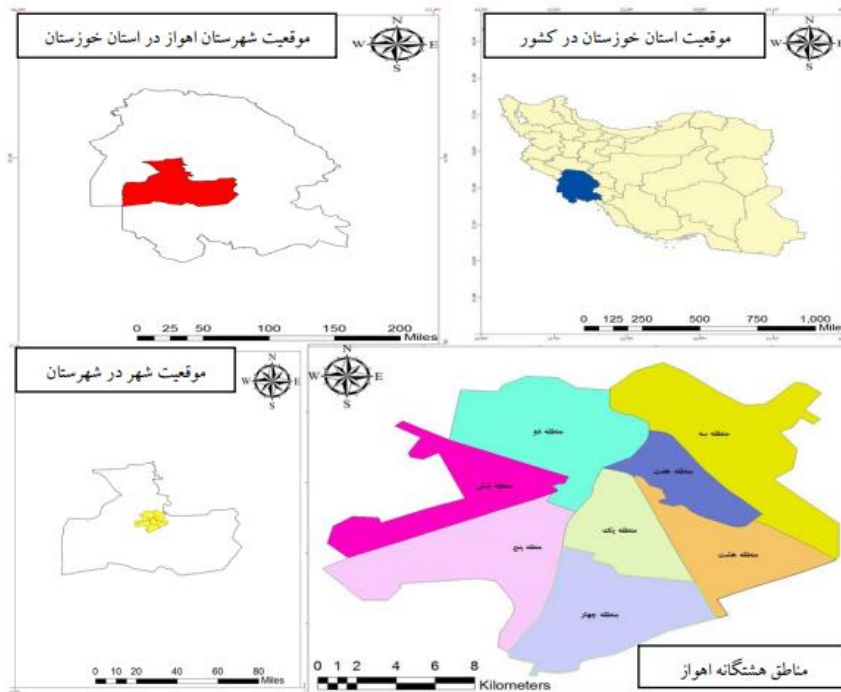 موقعیت استان خوزستان در کشور
N
W E
S
0 125 250 500 750 1,000
Miles
موقعیت شهرستان اهواز در استان خوزستان
N
W E
S
0 25 50 100 150 200
Miles
موقعیت شهر در شهرستان
N
W E
S
0 10 20 40 60 80
Miles
N
W E
S
منطقه سه
منطقه دو
منطقه هفت
منطقه شش
منطقه یک
منطقه هشت
منطقه پنج
منطقه چهار
0 1 2 4 6 8
Kilometers
مناطق هشتگانه اهواز